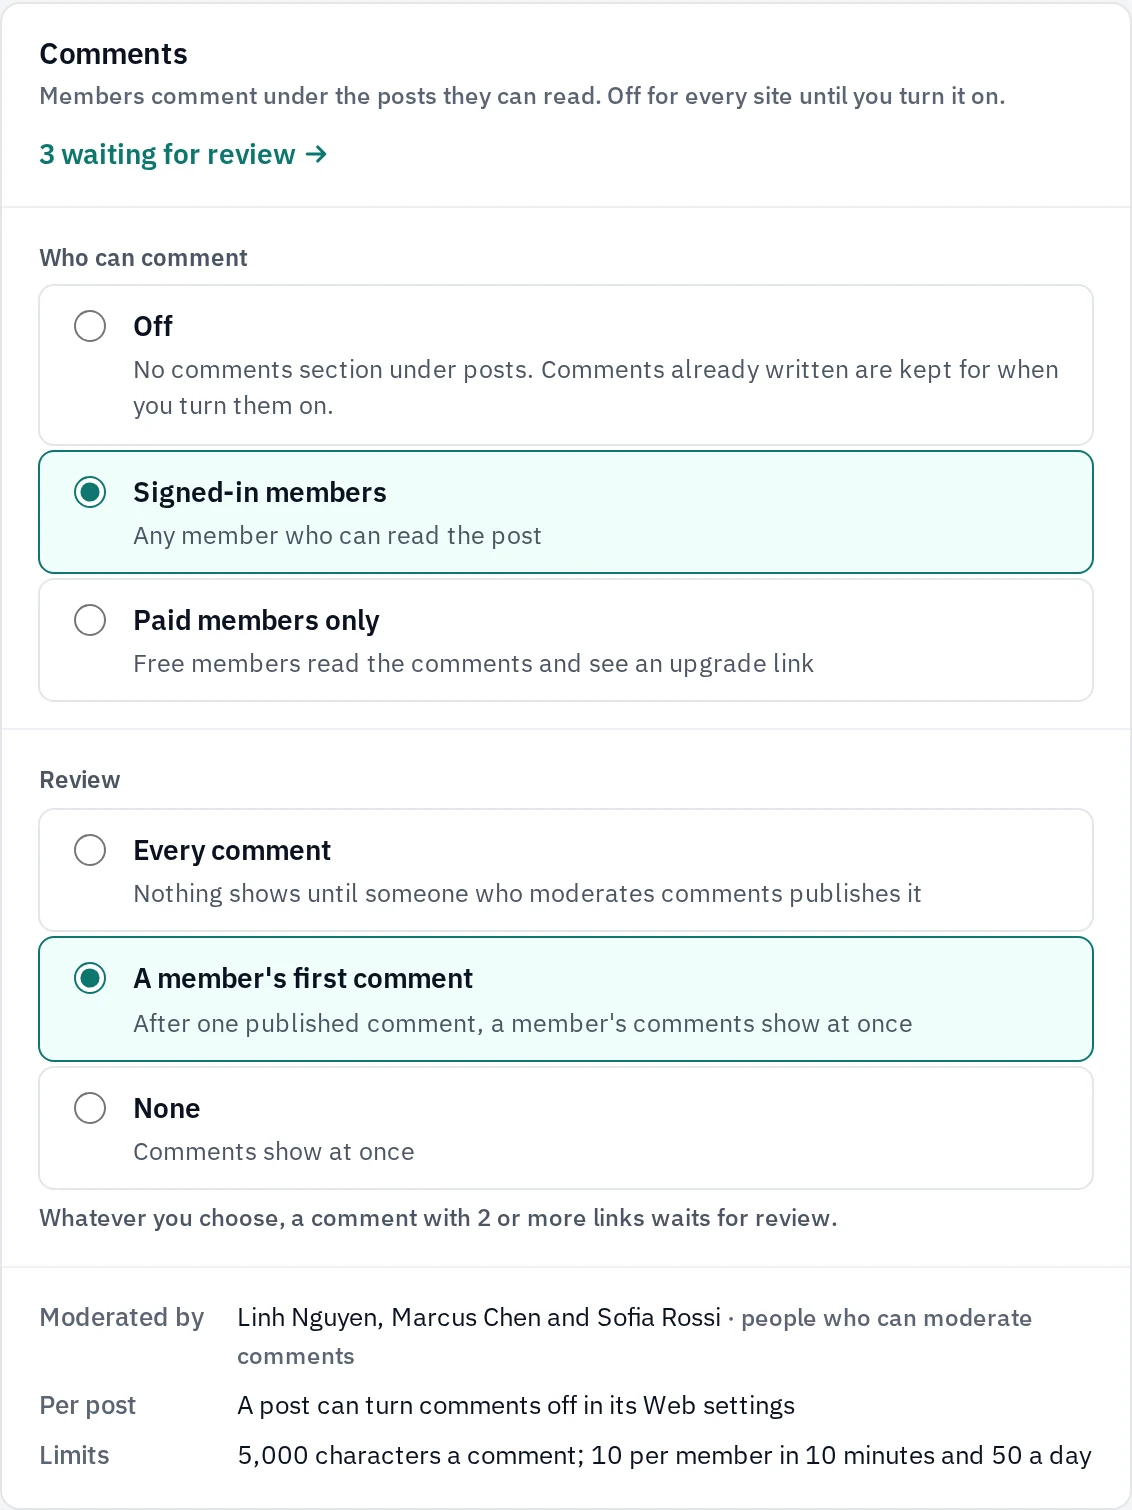 Comments
Members comment under the posts they can read. Off for every site until you turn it on.
3 waiting for review →
Who can comment
Off
No comments section under posts. Comments already written are kept for when
you turn them on.
Signed-in members
Any member who can read the post
Paid members only
Free members read the comments and see an upgrade link
Review
Every comment
Nothing shows until someone who moderates comments publishes it
A member's first comment
After one published comment, a member's comments show at once
None
Comments show at once
Whatever you choose, a comment with 2 or more links waits for review.
Moderated by Linh Nguyen, Marcus Chen and Sofia Rossi · people who can moderate
comments
Per post A post can turn comments off in its Web settings
Limits 5,000 characters a comment; 10 per member in 10 minutes and 50 a day